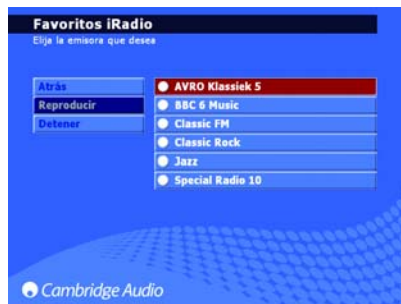 Favoritos iRadio
Elija la emisora que desea
Atrás
Reproducir
Detener
AVRO Klassiek 5
BBC 6 Music
Classic FM
Classic Rock
Jazz
Special Radio 10
Cambridge Audio